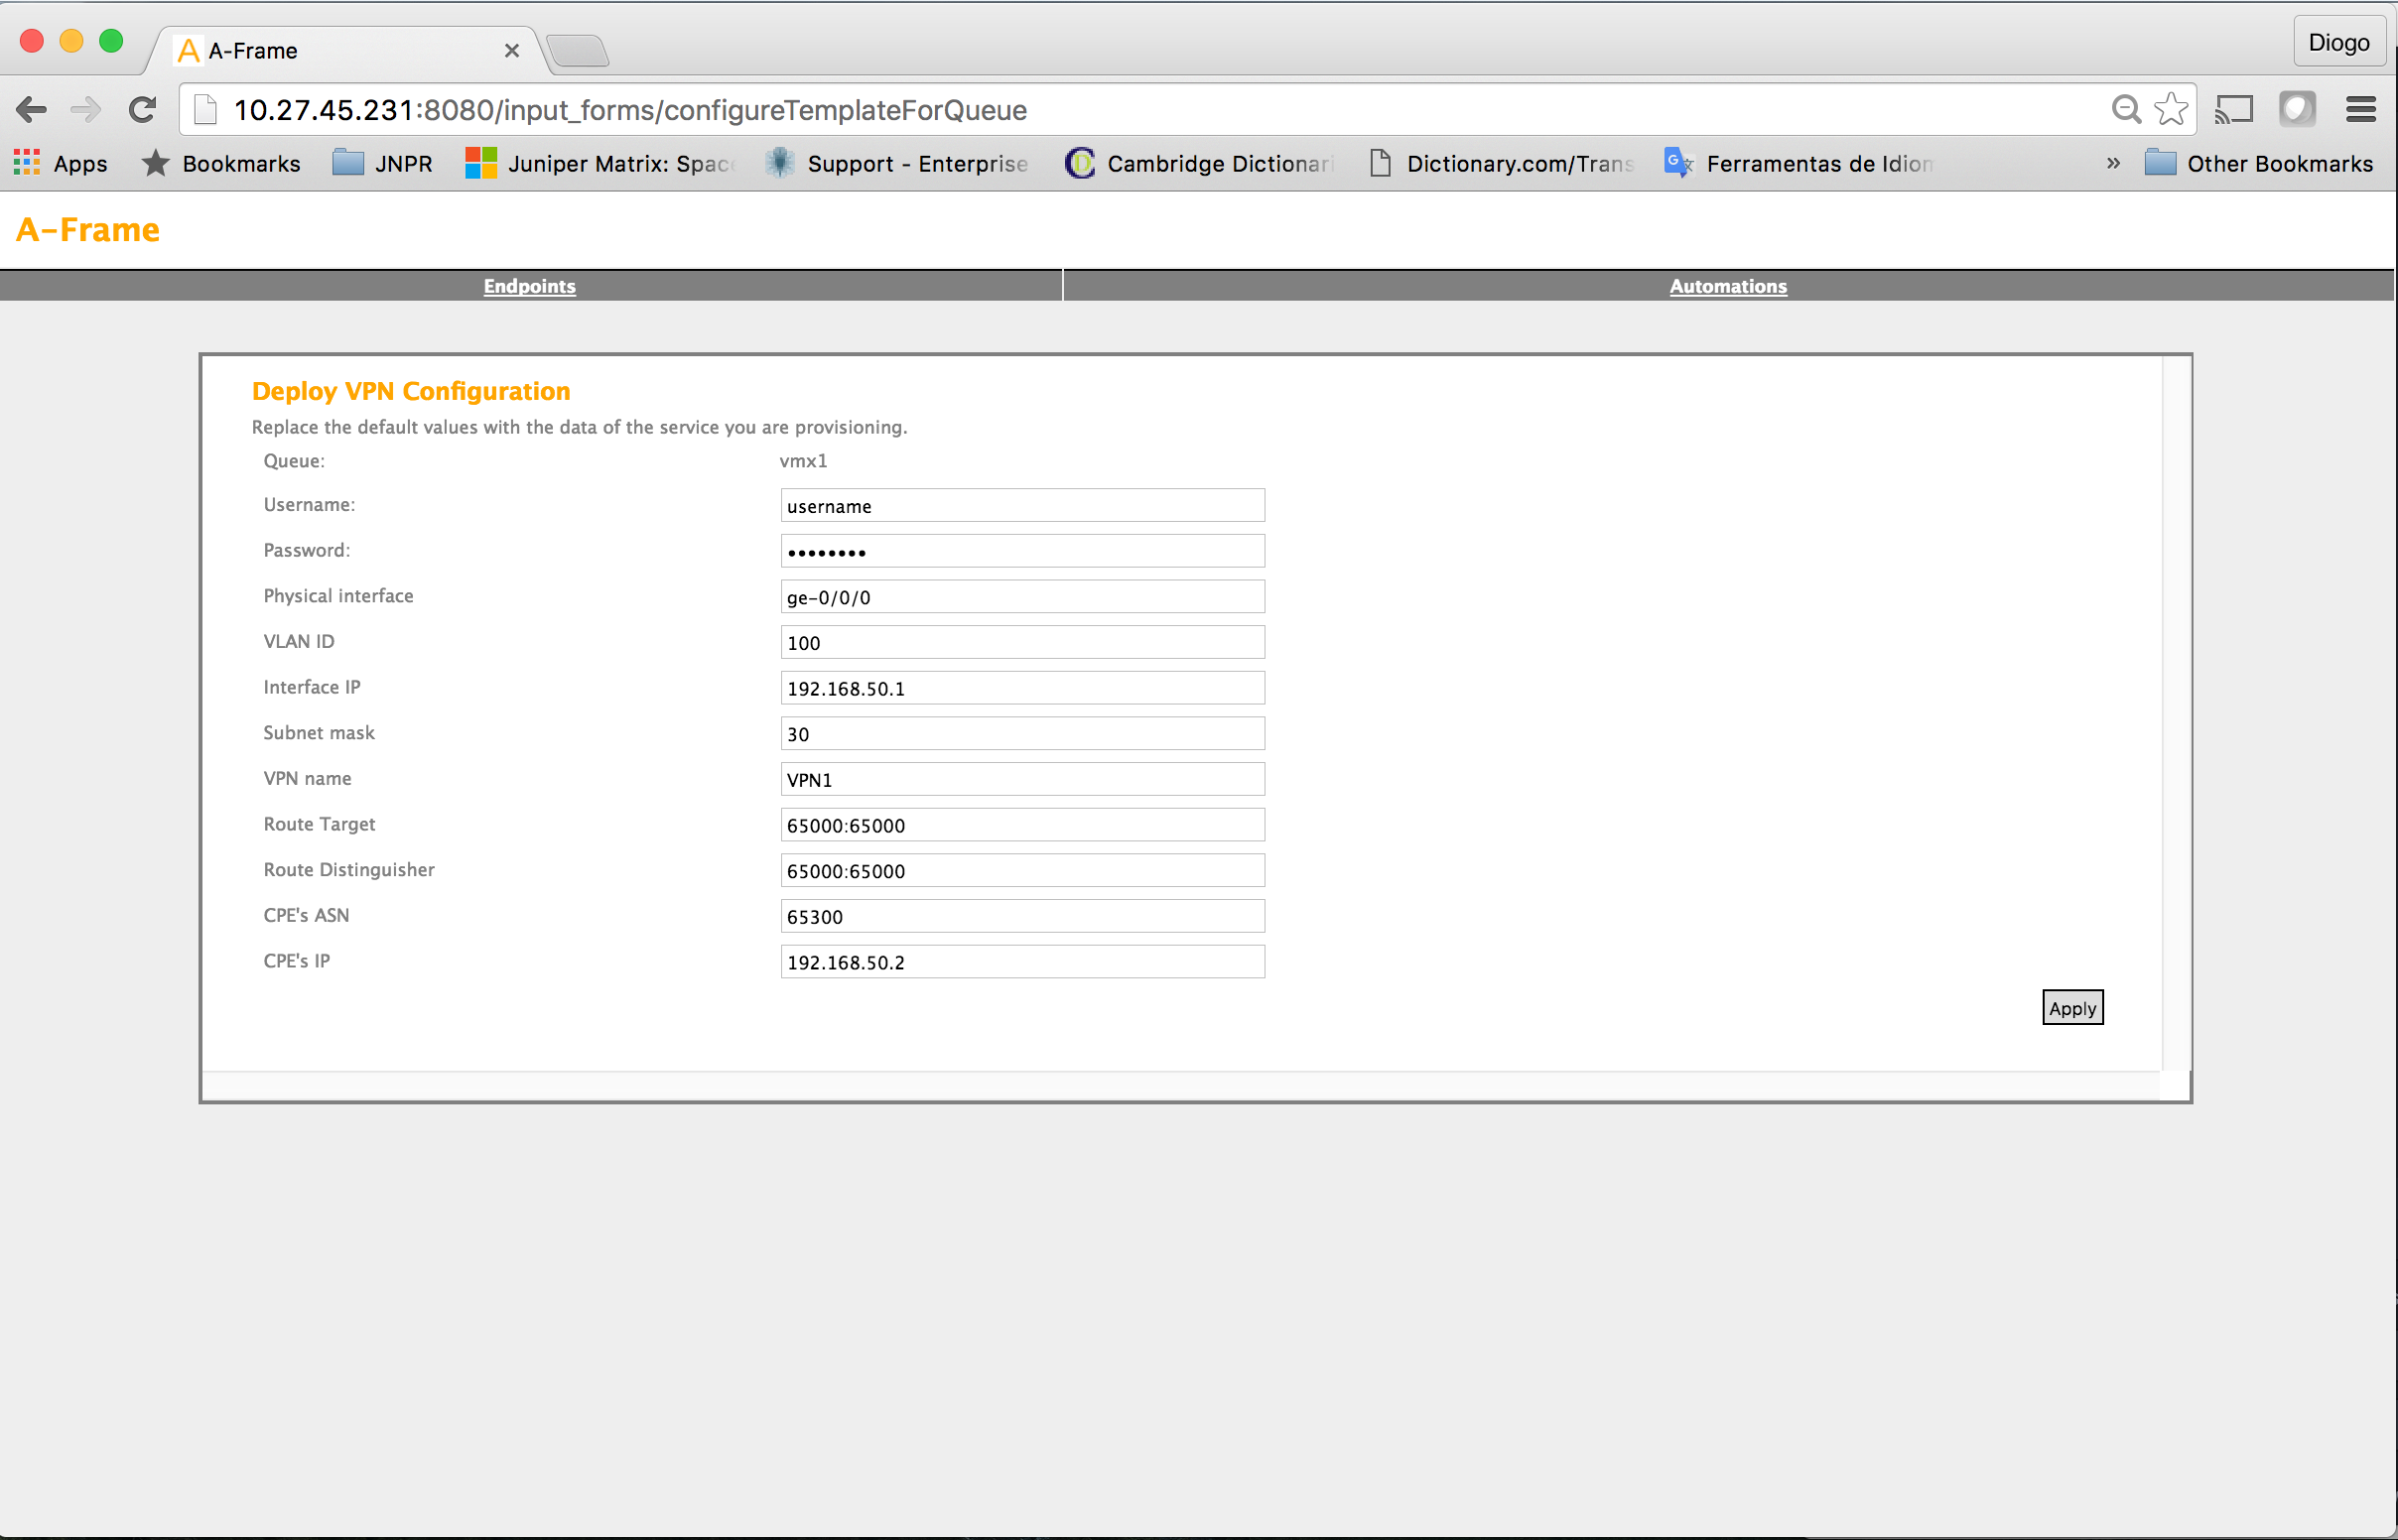 A-Frame
Diogo
10.27.45.231:8080/input_forms/configureTemplateForQueue
Apps Bookmarks JNPR Juniper Matrix: Space Support - Enterprise Cambridge Dictionari Dictionary.com/Trans Ferramentas de Idiom » Other Bookmarks
A-Frame
Endpoints Automations
Deploy VPN Configuration
Replace the default values with the data of the service you are provisioning.
Queue: vmx1
Username: username
Password: ••••••••
Physical interface ge-0/0/0
VLAN ID 100
Interface IP 192.168.50.1
Subnet mask 30
VPN name VPN1
Route Target 65000:65000
Route Distinguisher 65000:65000
CPE's ASN 65300
CPE's IP 192.168.50.2
Apply